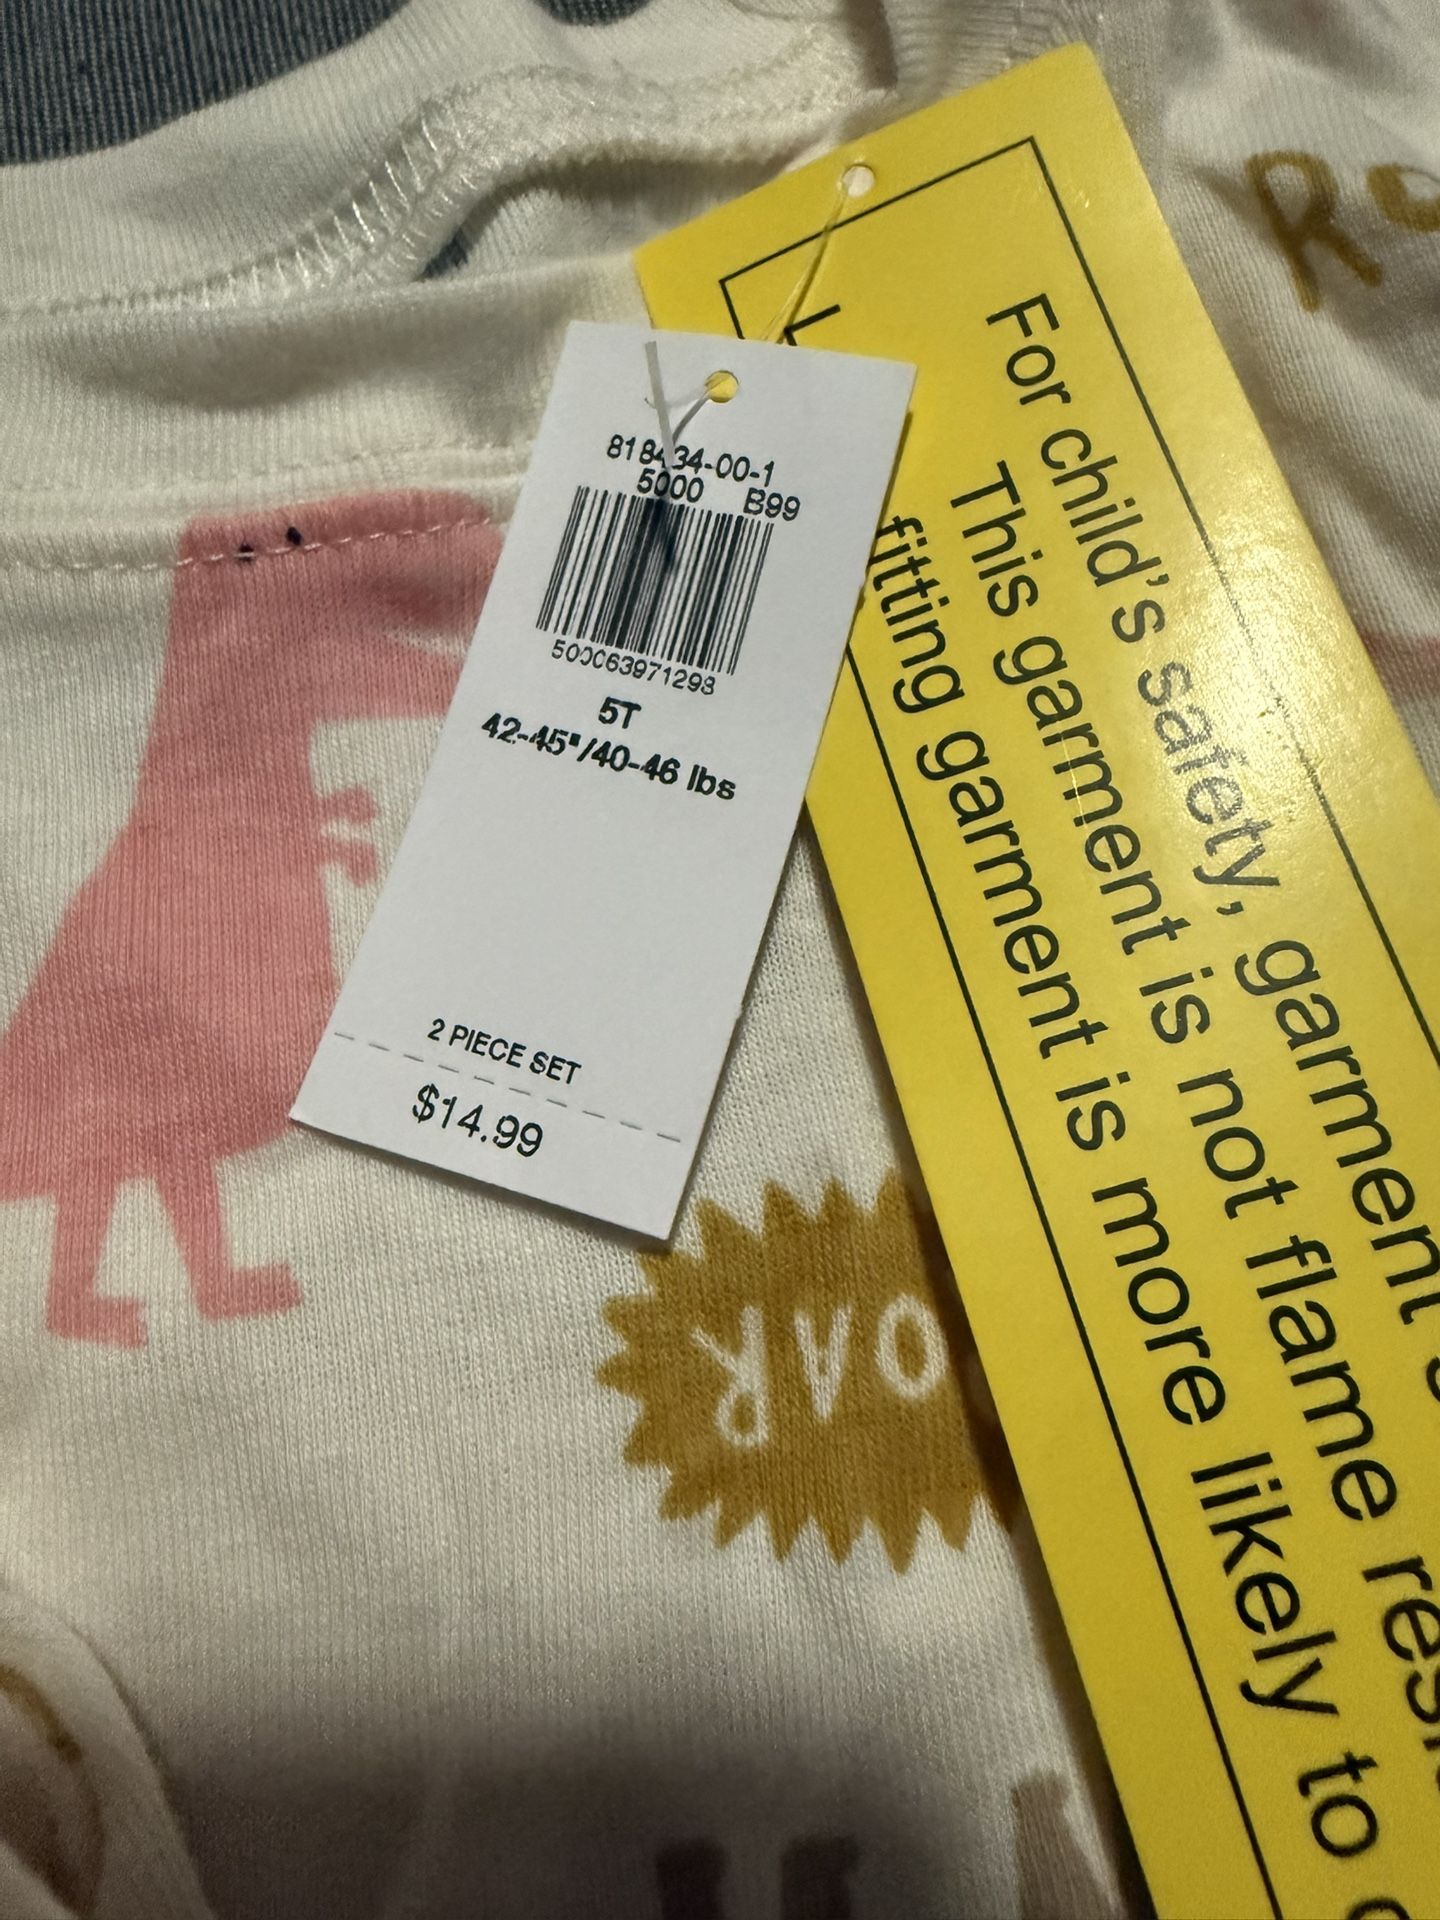 818434-00-1
5000 B99
500063971298
5T
42-45"/40-46 lbs
2 PIECE SET
$14.99
For child's safety, garment
This garment is not flame
fitting garment is more likely to
ROAR